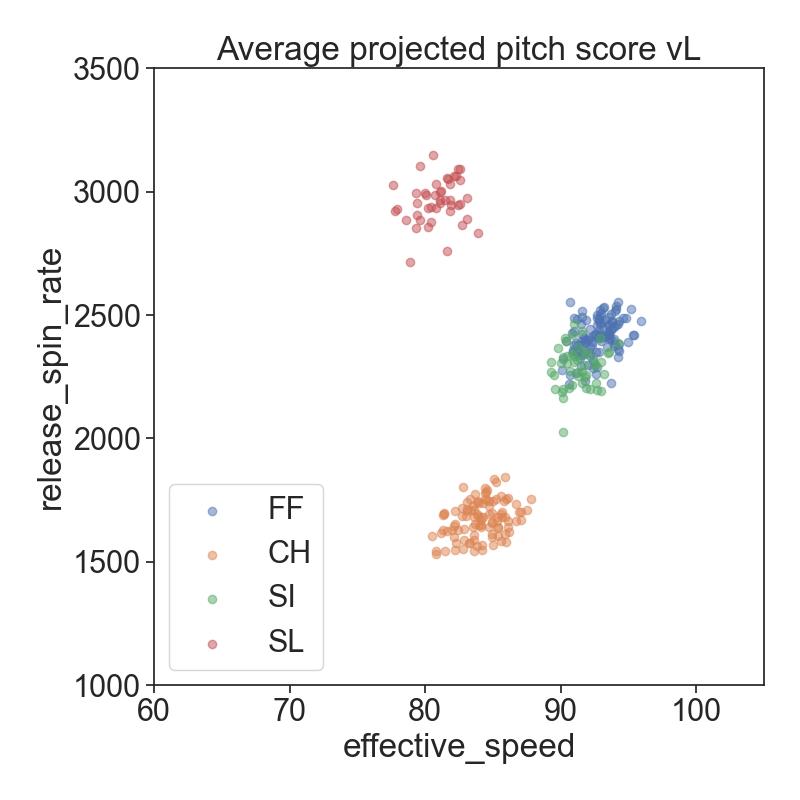 Average projected pitch score vL
release_spin_rate
3500
3000
2500
2000
1500
1000
FF
CH
SI
SL
60
70
80
90
100
effective_speed